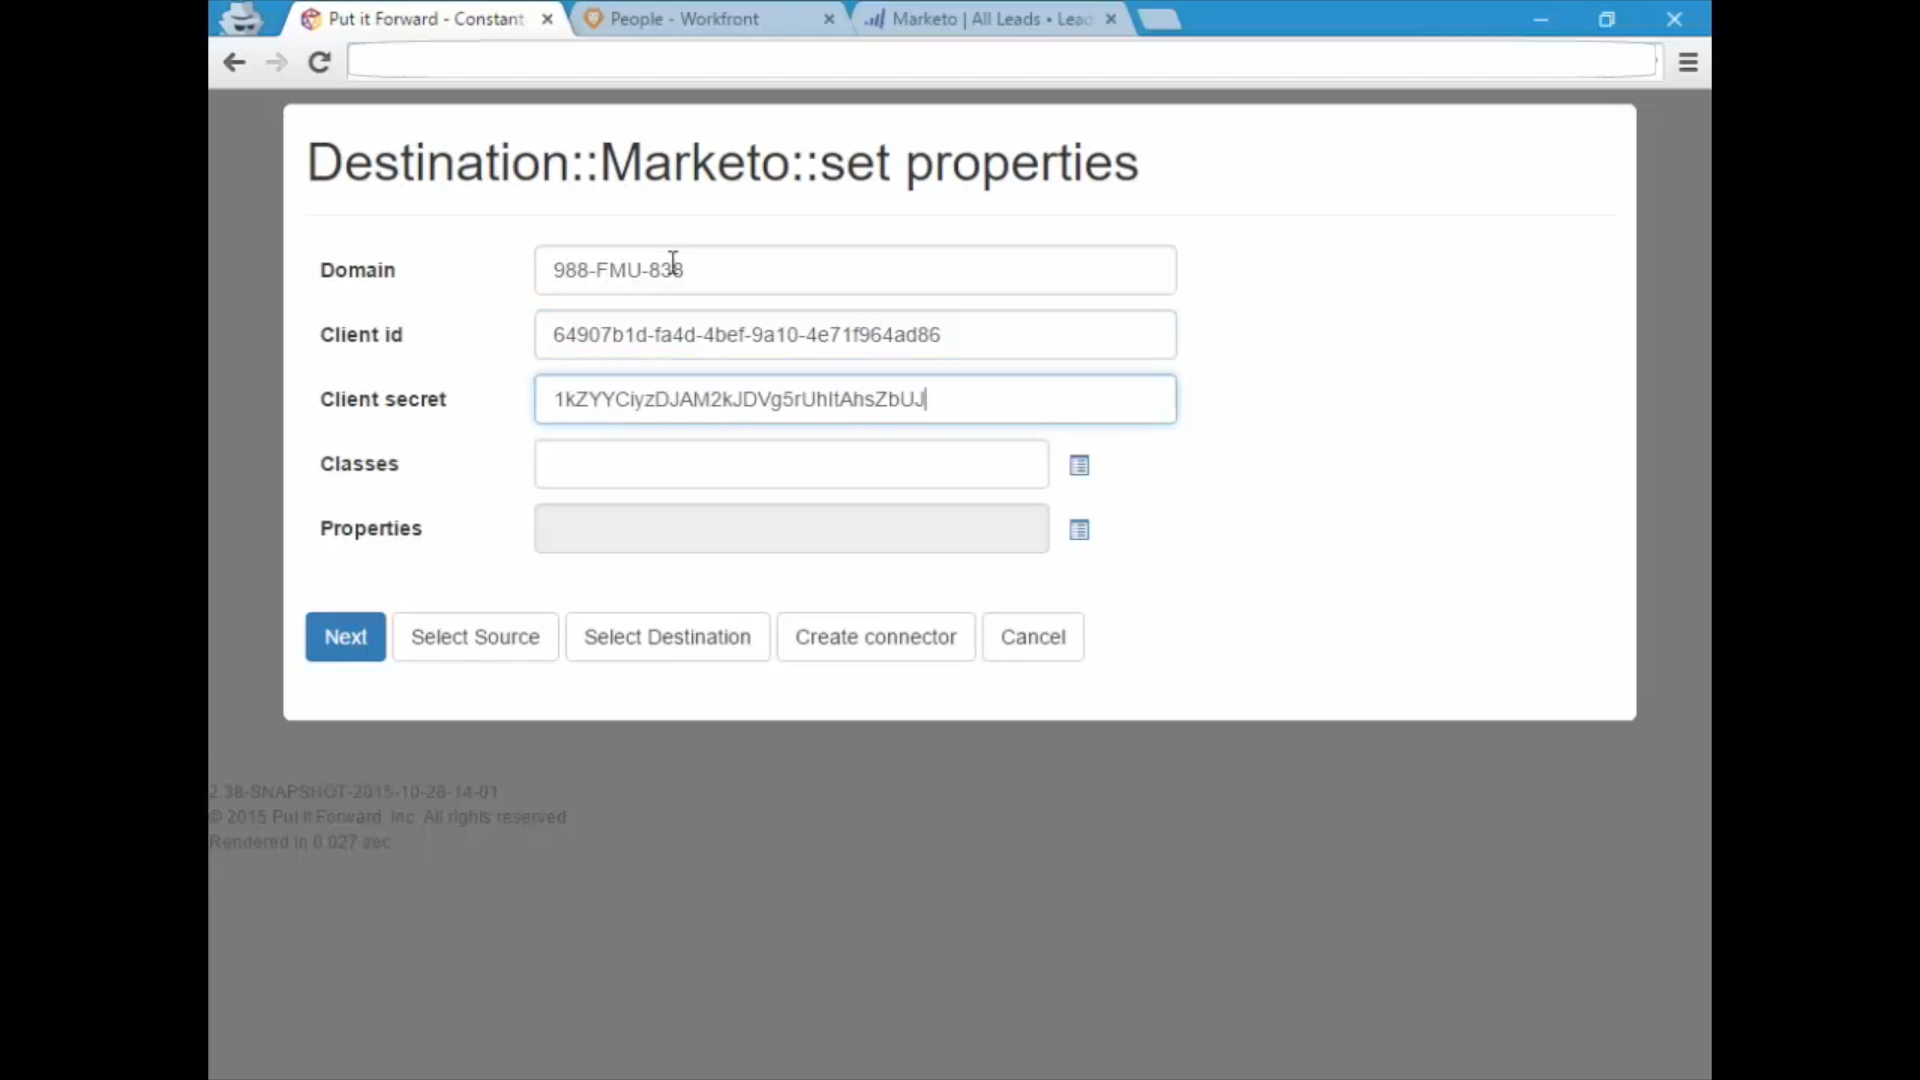 Put it Forward - Constant
People - Workfront
Marketo | All Leads • Lead
Destination::Marketo::set properties
Domain
988-FMU-838
Client id
64907b1d-fa4d-4bef-9a10-4e71f964ad86
Client secret
1kZYYCiyzDJAM2kJDVg5rUhItAhsZbUJ
Classes
Properties
Next
Select Source
Select Destination
Create connector
Cancel
2.38-SNAPSHOT-2015-10-28-14-01
© 2015 Put It Forward, Inc. All rights reserved
Rendered in 0.027 sec